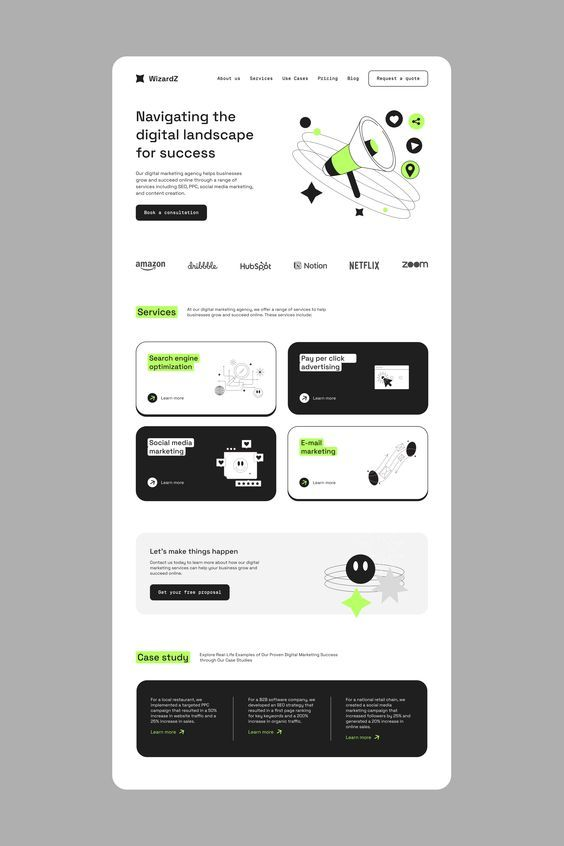 WizardZ
About us
Services
Use Cases
Pricing
Blog
Request a quote
Navigating the
digital landscape
for success
Our digital marketing agency helps businesses
grow and succeed online through a range of
services including SEO, PPC, social media marketing,
and content creation.
Book a consultation
amazon
dribbble
HubSpot
Notion
NETFLIX
zoom
Services
At our digital marketing agency, we offer a range of services to help
businesses grow and succeed online. These services include:
Search engine
optimization
Learn more
Pay per click
advertising
Learn more
Social media
marketing
Learn more
E-mail
marketing
Learn more
Let's make things happen
Contact us today to learn more about how our digital
marketing services can help your business grow and
succeed online.
Get your free proposal
Case study
Explore Real-Life Examples of Our Proven Digital Marketing Success
through Our Case Studies
For a local restaurant, we
implemented a targeted PPC
campaign that resulted in a 50%
increase in website traffic and a
25% increase in sales.
Learn more
For a B2B software company, we
developed an SEO strategy that
resulted in a first page ranking
for key keywords and a 200%
increase in organic traffic.
Learn more
For a national retail chain, we
created a social media
marketing campaign that
increased followers by 25% and
generated a 20% increase in
online sales.
Learn more